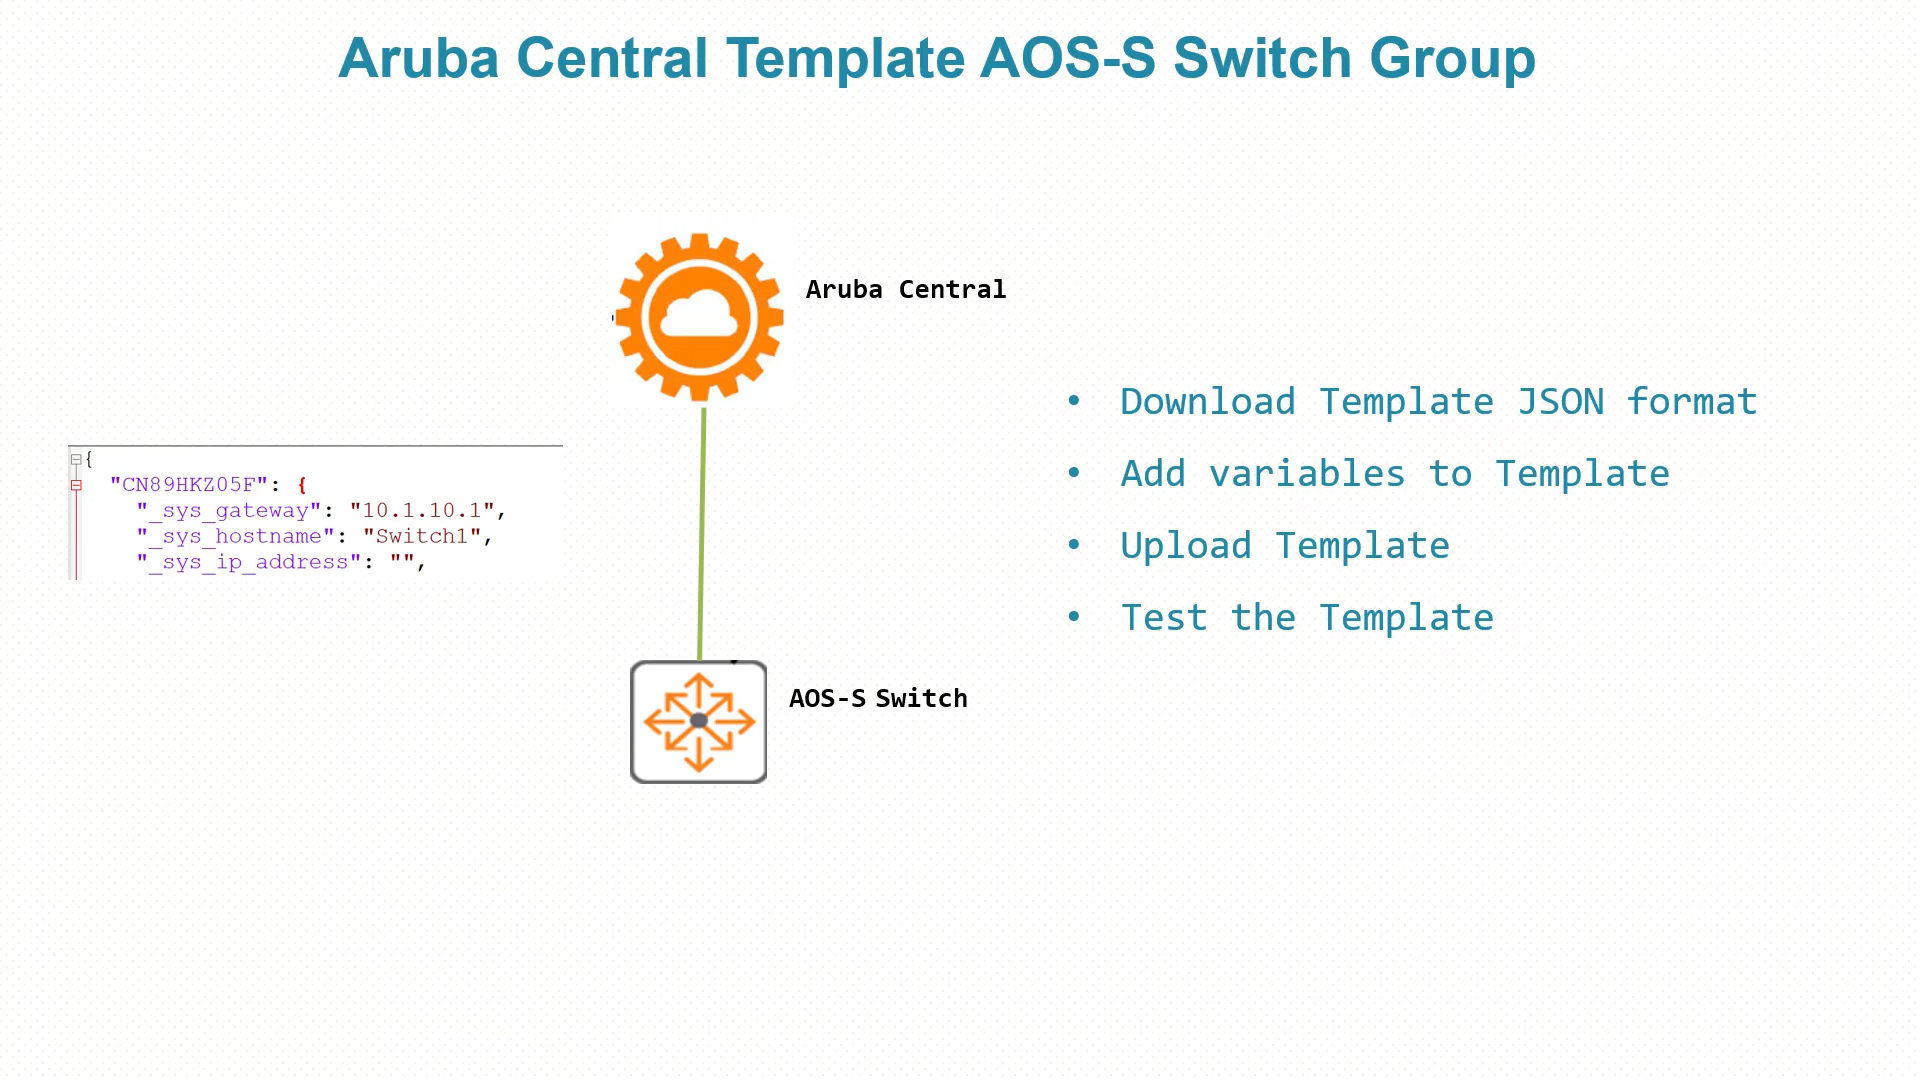 Aruba Central Template AOS-S Switch Group
Aruba Central
{
"CN89HKZ05F": {
"_sys_gateway": "10.1.10.1",
"_sys_hostname": "Switch1",
"_sys_ip_address": "",
• Download Template JSON format
• Add variables to Template
• Upload Template
• Test the Template
AOS-S Switch